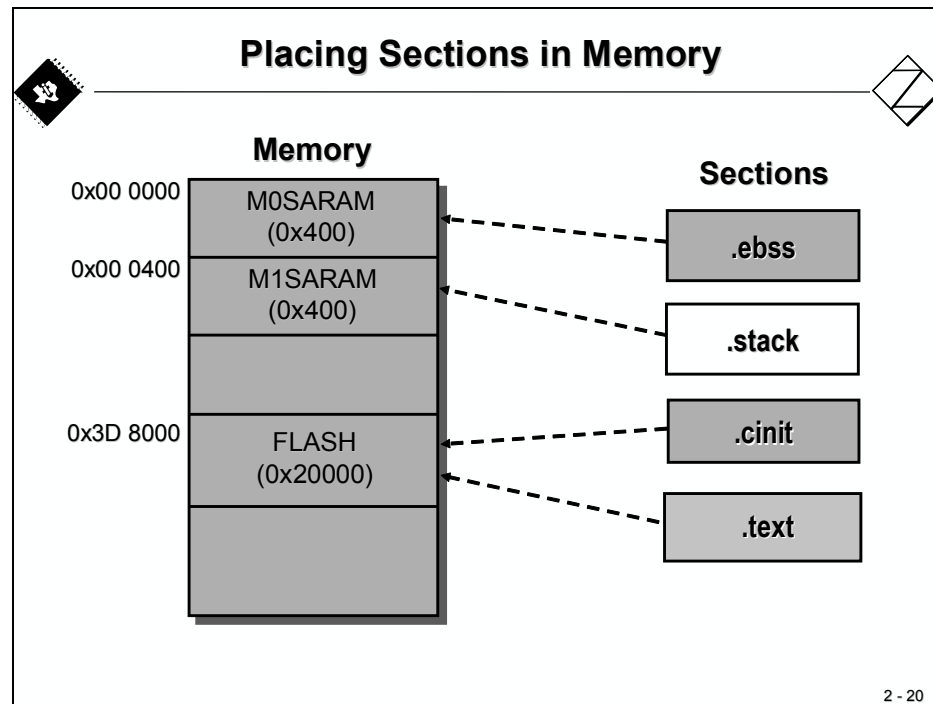 Placing Sections in Memory
Memory
Sections
0x00 0000
M0SARAM
(0x400)
0x00 0400
M1SARAM
(0x400)
0x3D 8000
FLASH
(0x20000)
.ebss
.stack
.cinit
.text
2 - 20